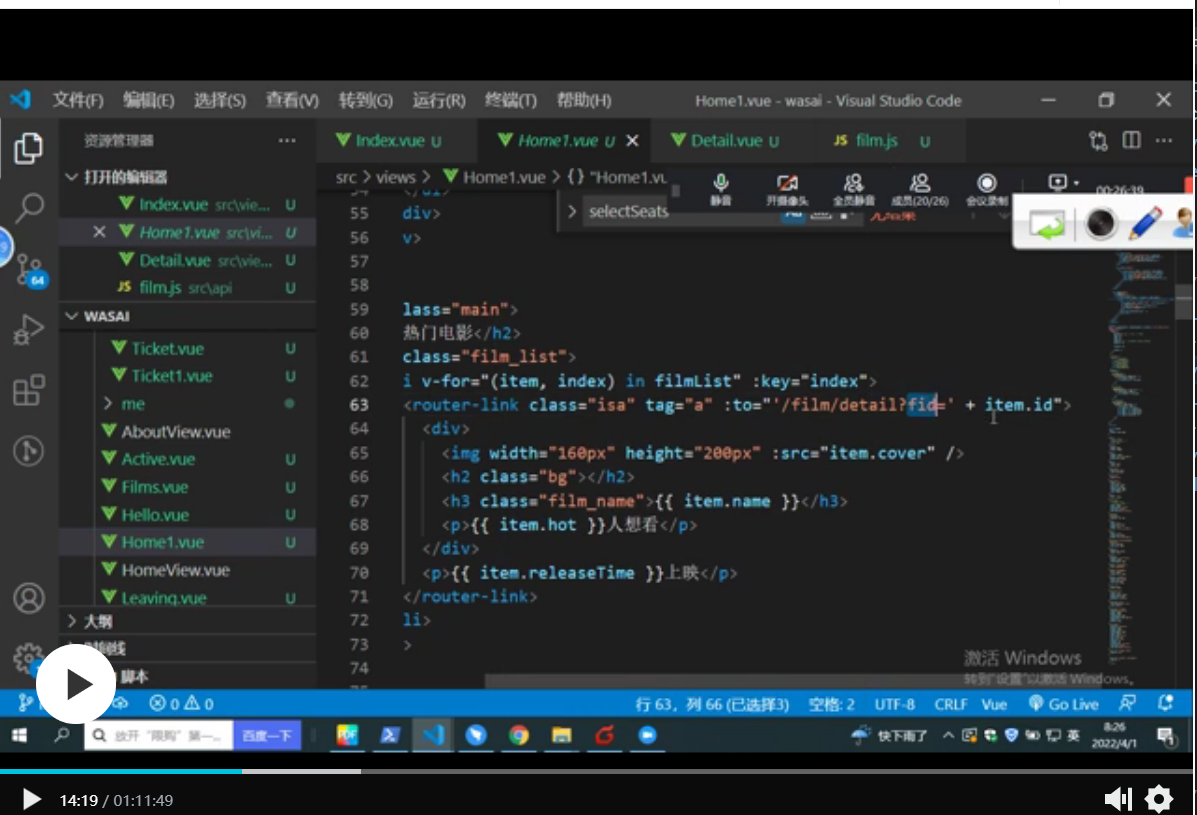 文件(F) 编辑(E) 选择(S) 查看(V) 转到(G) 运行(R) 终端(T) 帮助(H) Home1.vue - wasai - Visual Studio Code
资源管理器 ···
Index.vue U Home1.vue U Detail.vue U JS film.js U
打开的编辑器
Index.vue src\vie... U
Home1.vue src\vi... U
Detail.vue src\vie... U
JS film.js src\api U
WASAI
Ticket.vue U
Ticket1.vue U
me
AboutView.vue
Active.vue U
Films.vue U
Hello.vue U
Home1.vue U
HomeView.vue
Leaving.vue U
大纲
时间线
脚本
64
src > views > Home1.vue > {} "Home1.vu
selectSeats
无结果
静音 开摄像头 全员静音 成员(20/26) 会议录制 00:26:39
54
55 div>
56 v>
57
58
59 lass="main">
60 热门电影</h2>
61 class="film_list">
62 i v-for="(item, index) in filmList" :key="index">
63 <router-link class="isa" tag="a" :to="'/film/detail?fid=' + item.id">
64 <div>
65 <img width="160px" height="200px" :src="item.cover" />
66 <h2 class="bg"></h2>
67 <h3 class="film_name">{{ item.name }}</h3>
68 <p>{{ item.hot }}人想看</p>
69 </div>
70 <p>{{ item.releaseTime }}上映</p>
71 </router-link>
72 li>
73 >
74
激活 Windows
转到"设置"以激活 Windows。
0 0 行 63，列 66 (已选择3) 空格: 2 UTF-8 CRLF Vue Go Live
百度一下
快下雨了
英
8:26
2022/4/1
14:19 / 01:11:49